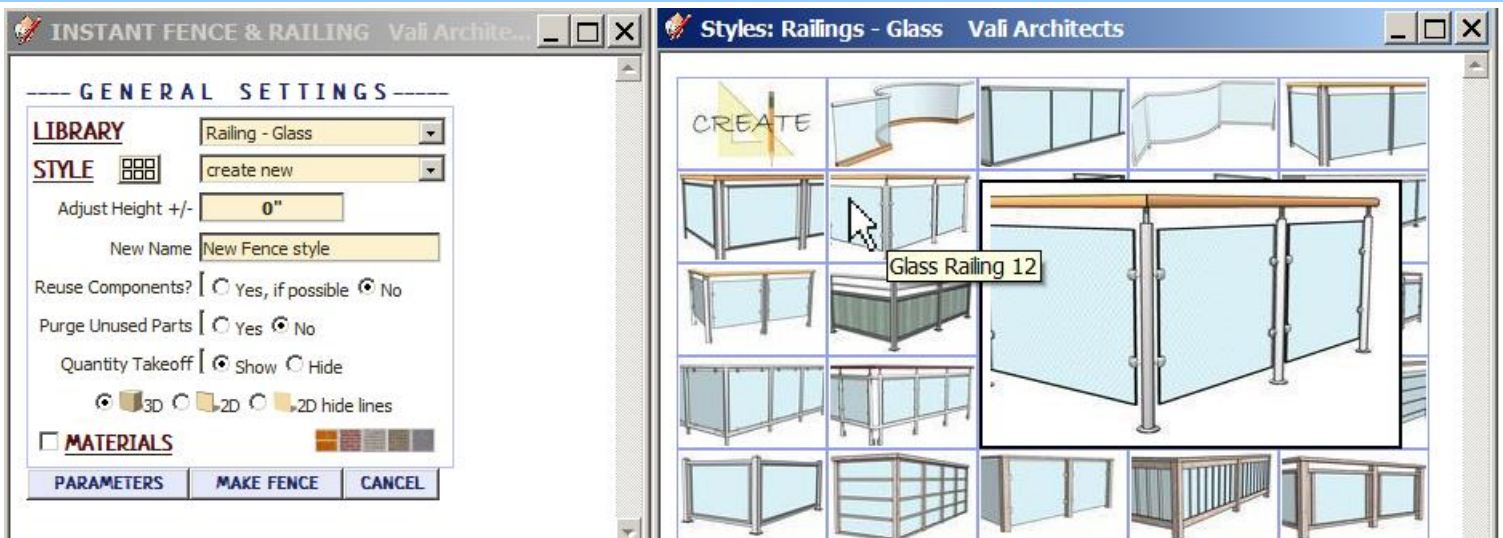 INSTANT FENCE & RAILING Vali Archite...
---- GENERAL SETTINGS-----
LIBRARY Railing - Glass
STYLE create new
Adjust Height +/- 0"
New Name New Fence style
Reuse Components? [ Yes, if possible No
Purge Unused Parts [ Yes No
Quantity Takeoff [ Show Hide
3D 2D 2D hide lines
MATERIALS
PARAMETERS MAKE FENCE CANCEL
Styles: Railings - Glass Vali Architects
CREATE
Glass Railing 12